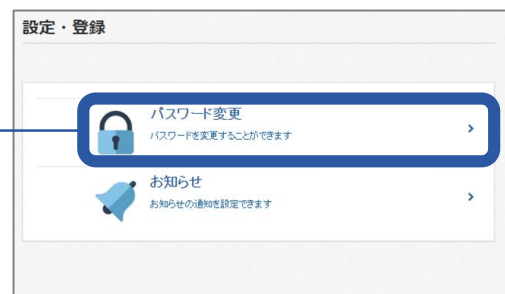 設定・登録
パスワード変更
パスワードを変更することができます
お知らせ
お知らせの通知を設定できます